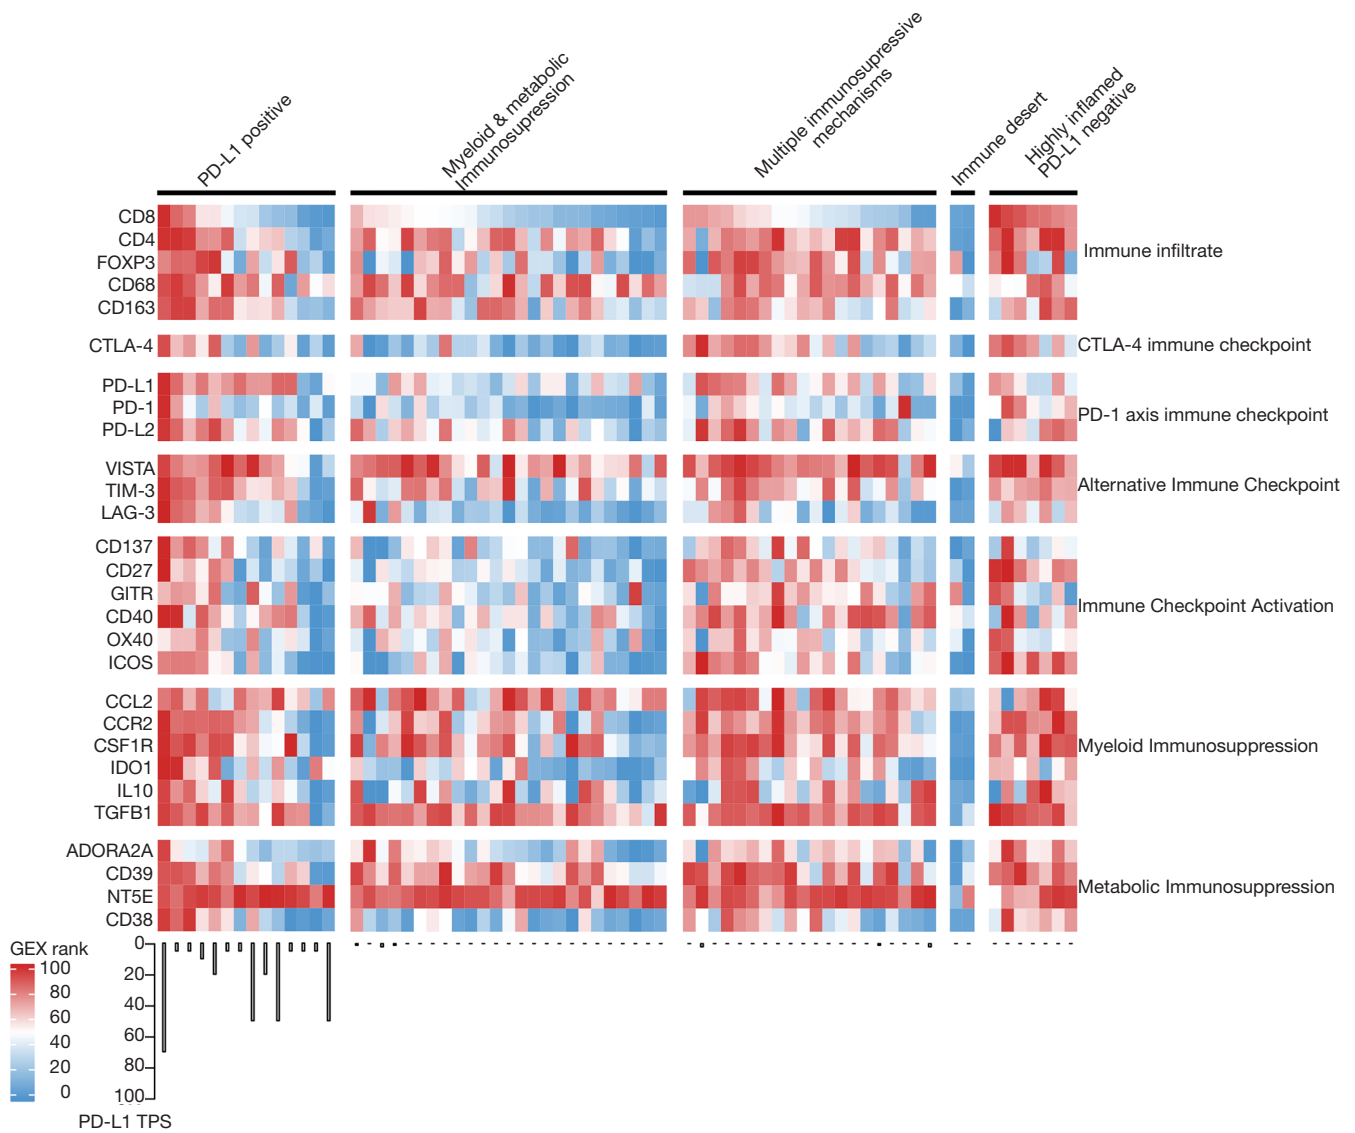 PD-L1 positive
Myeloid & metabolic
Immunosupression
Multiple immunosupressive
mechanisms
Immune desert
Highly inflamed
PD-L1 negative
CD8
CD4
FOXP3
CD68
CD163
Immune infiltrate
CTLA-4
CTLA-4 immune checkpoint
PD-L1
PD-1
PD-L2
PD-1 axis immune checkpoint
VISTA
TIM-3
LAG-3
Alternative Immune Checkpoint
CD137
CD27
GITR
CD40
OX40
ICOS
Immune Checkpoint Activation
CCL2
CCR2
CSF1R
IDO1
IL10
TGFB1
Myeloid Immunosuppression
ADORA2A
CD39
NT5E
CD38
Metabolic Immunosuppression
GEX rank
100
80
60
40
20
0
0
20
40
60
80
100
PD-L1 TPS